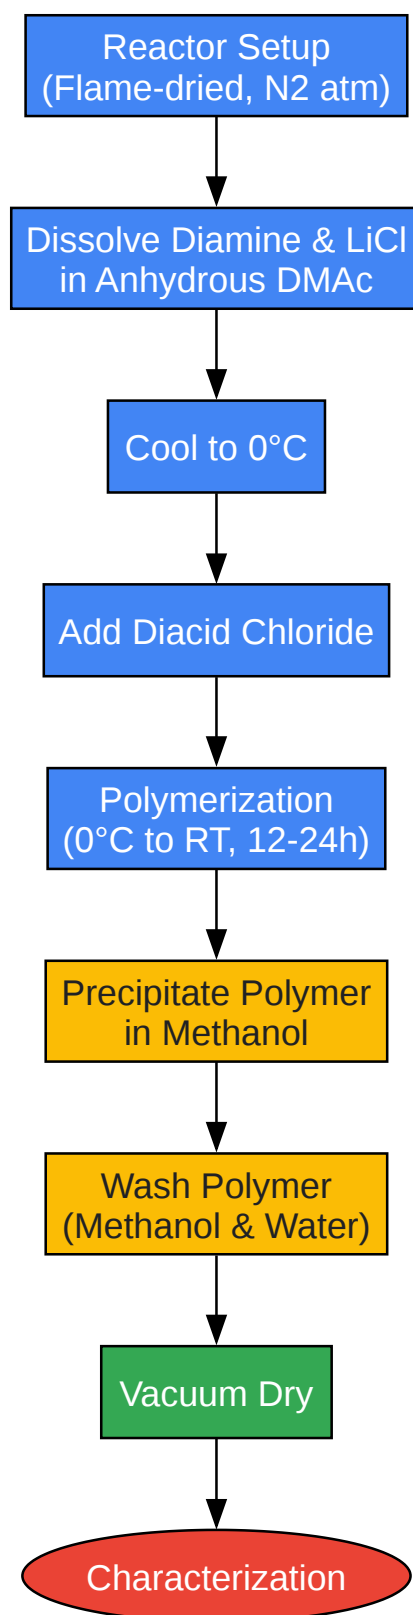 Reactor Setup
(Flame-dried, N2 atm)
Dissolve Diamine & LiCl
in Anhydrous DMAc
Cool to 0°C
Add Diacid Chloride
Polymerization
(0°C to RT, 12-24h)
Precipitate Polymer
in Methanol
Wash Polymer
(Methanol & Water)
Vacuum Dry
Characterization